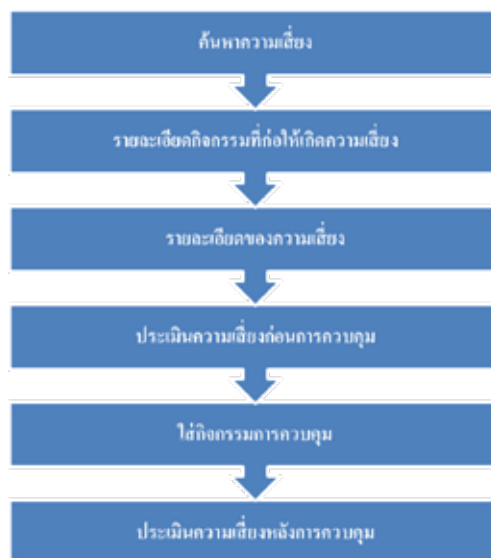 ค้นหาความเสี่ยง
รายละเอียดกิจกรรมที่ก่อให้เกิดความเสี่ยง
รายละเอียดของความเสี่ยง
ประเมินความเสี่ยงก่อนการควบคุม
ใส่กิจกรรมการควบคุม
ประเมินความเสี่ยงหลังการควบคุม